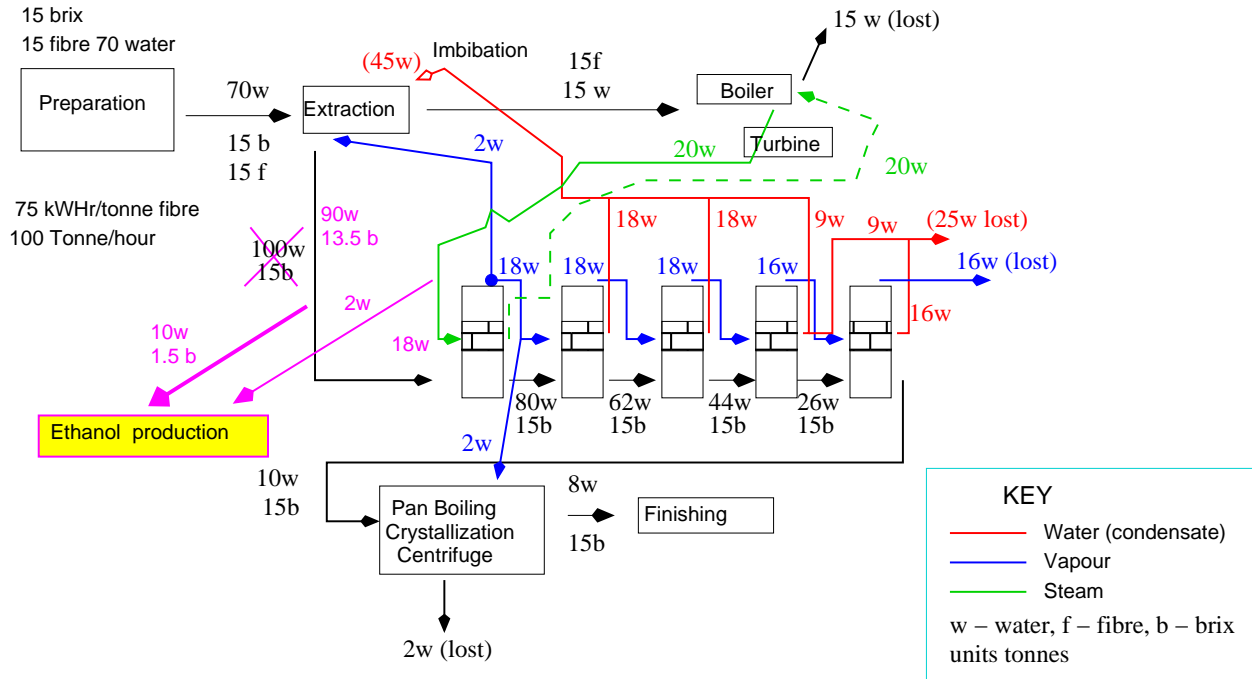 15 brix
15 fibre 70 water
Preparation
70w
15 b
15 f
Extraction
(45w)
Imbibation
15f
15 w
Boiler
Turbine
15 w (lost)
2w
20w
20w
75 kWHr/tonne fibre
100 Tonne/hour
100w
15b
90w
13.5 b
2w
10w
1.5 b
18w
Ethanol production
18w
18w
18w
16w
18w
18w
9w
9w
(25w lost)
16w (lost)
16w
80w
15b
62w
15b
44w
15b
26w
15b
2w
10w
15b
Pan Boiling
Crystallization
Centrifuge
8w
15b
Finishing
2w (lost)
KEY
Water (condensate)
Vapour
Steam
w – water, f – fibre, b – brix
units tonnes